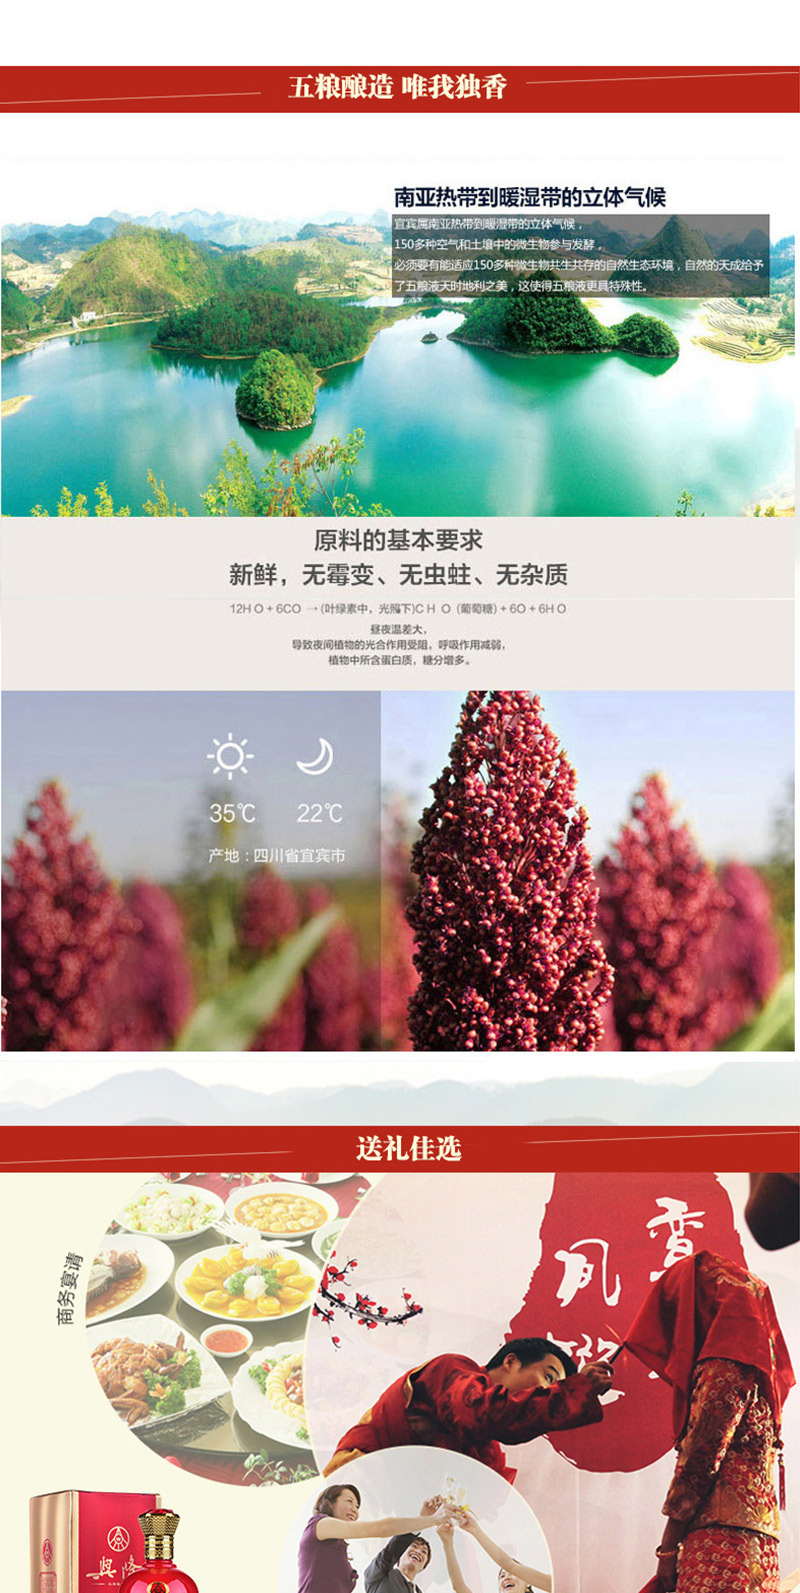 五粮酿造 唯我独香
南亚热带到暖湿带的立体气候
宜宾属南亚热带到暖湿带的立体气候，
150多种空气和土壤中的微生物参与发酵，
必须要有能适应150多种微生物共生共存的自然生态环境，自然的天成给予
了五粮液天时地利之美，这使得五粮液更具特殊性。
原料的基本要求
新鲜，无霉变、无虫蛀、无杂质
12H O + 6CO →(叶绿素中，光照下)C H O (葡萄糖) + 6O + 6H O
昼夜温差大，
导致夜间植物的光合作用受阻，呼吸作用减弱，
植物中所含蛋白质，糖分增多。
35℃ 22℃
产地：四川省宜宾市
送礼佳选
商务宴请
兴隆